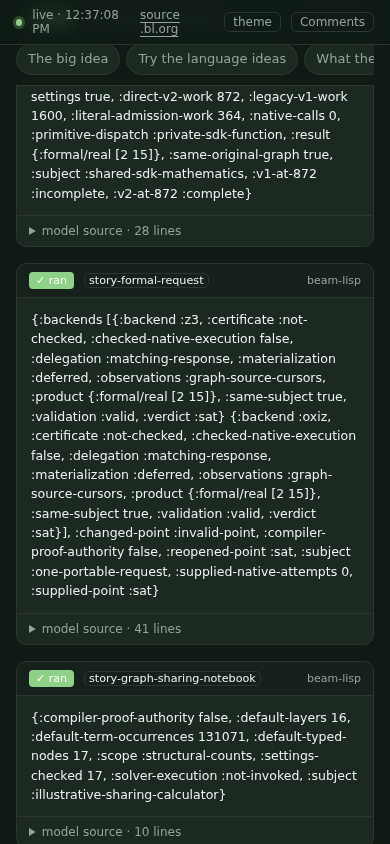 live · 12:37:08 PM
source .bl.org
theme
Comments
The big idea
Try the language ideas
What the
settings true, :direct-v2-work 872, :legacy-v1-work
1600, :literal-admission-work 364, :native-calls 0,
:primitive-dispatch :private-sdk-function, :result
{:formal/real [2 15]}, :same-original-graph true,
:subject :shared-sdk-mathematics, :v1-at-872
:incomplete, :v2-at-872 :complete}
model source · 28 lines
✓ ran story-formal-request beam-lisp
{:backends [{:backend :z3, :certificate :not-
checked, :checked-native-execution false,
:delegation :matching-response, :materialization
:deferred, :observations :graph-source-cursors,
:product {:formal/real [2 15]}, :same-subject true,
:validation :valid, :verdict :sat} {:backend :oxiz,
:certificate :not-checked, :checked-native-execution
false, :delegation :matching-response,
:materialization :deferred, :observations :graph-
source-cursors, :product {:formal/real [2 15]},
:same-subject true, :validation :valid, :verdict
:sat}], :changed-point :invalid-point, :compiler-
proof-authority false, :reopened-point :sat, :subject
:one-portable-request, :supplied-native-attempts 0,
:supplied-point :sat}
model source · 41 lines
✓ ran story-graph-sharing-notebook beam-lisp
{:compiler-proof-authority false, :default-layers 16,
:default-term-occurrences 131071, :default-typed-
nodes 17, :scope :structural-counts, :settings-
checked 17, :solver-execution :not-invoked, :subject
:illustrative-sharing-calculator}
model source · 10 lines